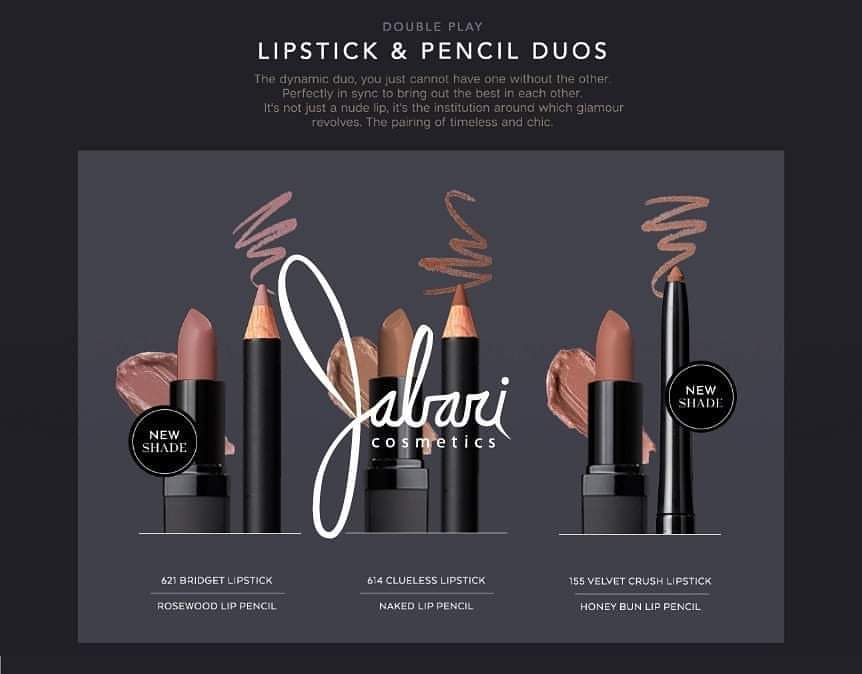 DOUBLE PLAY
LIPSTICK & PENCIL DUOS
The dynamic duo, you just cannot have one without the other.
Perfectly in sync to bring out the best in each other.
It's not just a nude lip, it's the institution around which glamour
revolves. The pairing of timeless and chic.
NEW
SHADE
Jabari
cosmetics
NEW
SHADE
621 BRIDGET LIPSTICK
ROSEWOOD LIP PENCIL
614 CLUELESS LIPSTICK
NAKED LIP PENCIL
155 VELVET CRUSH LIPSTICK
HONEY BUN LIP PENCIL